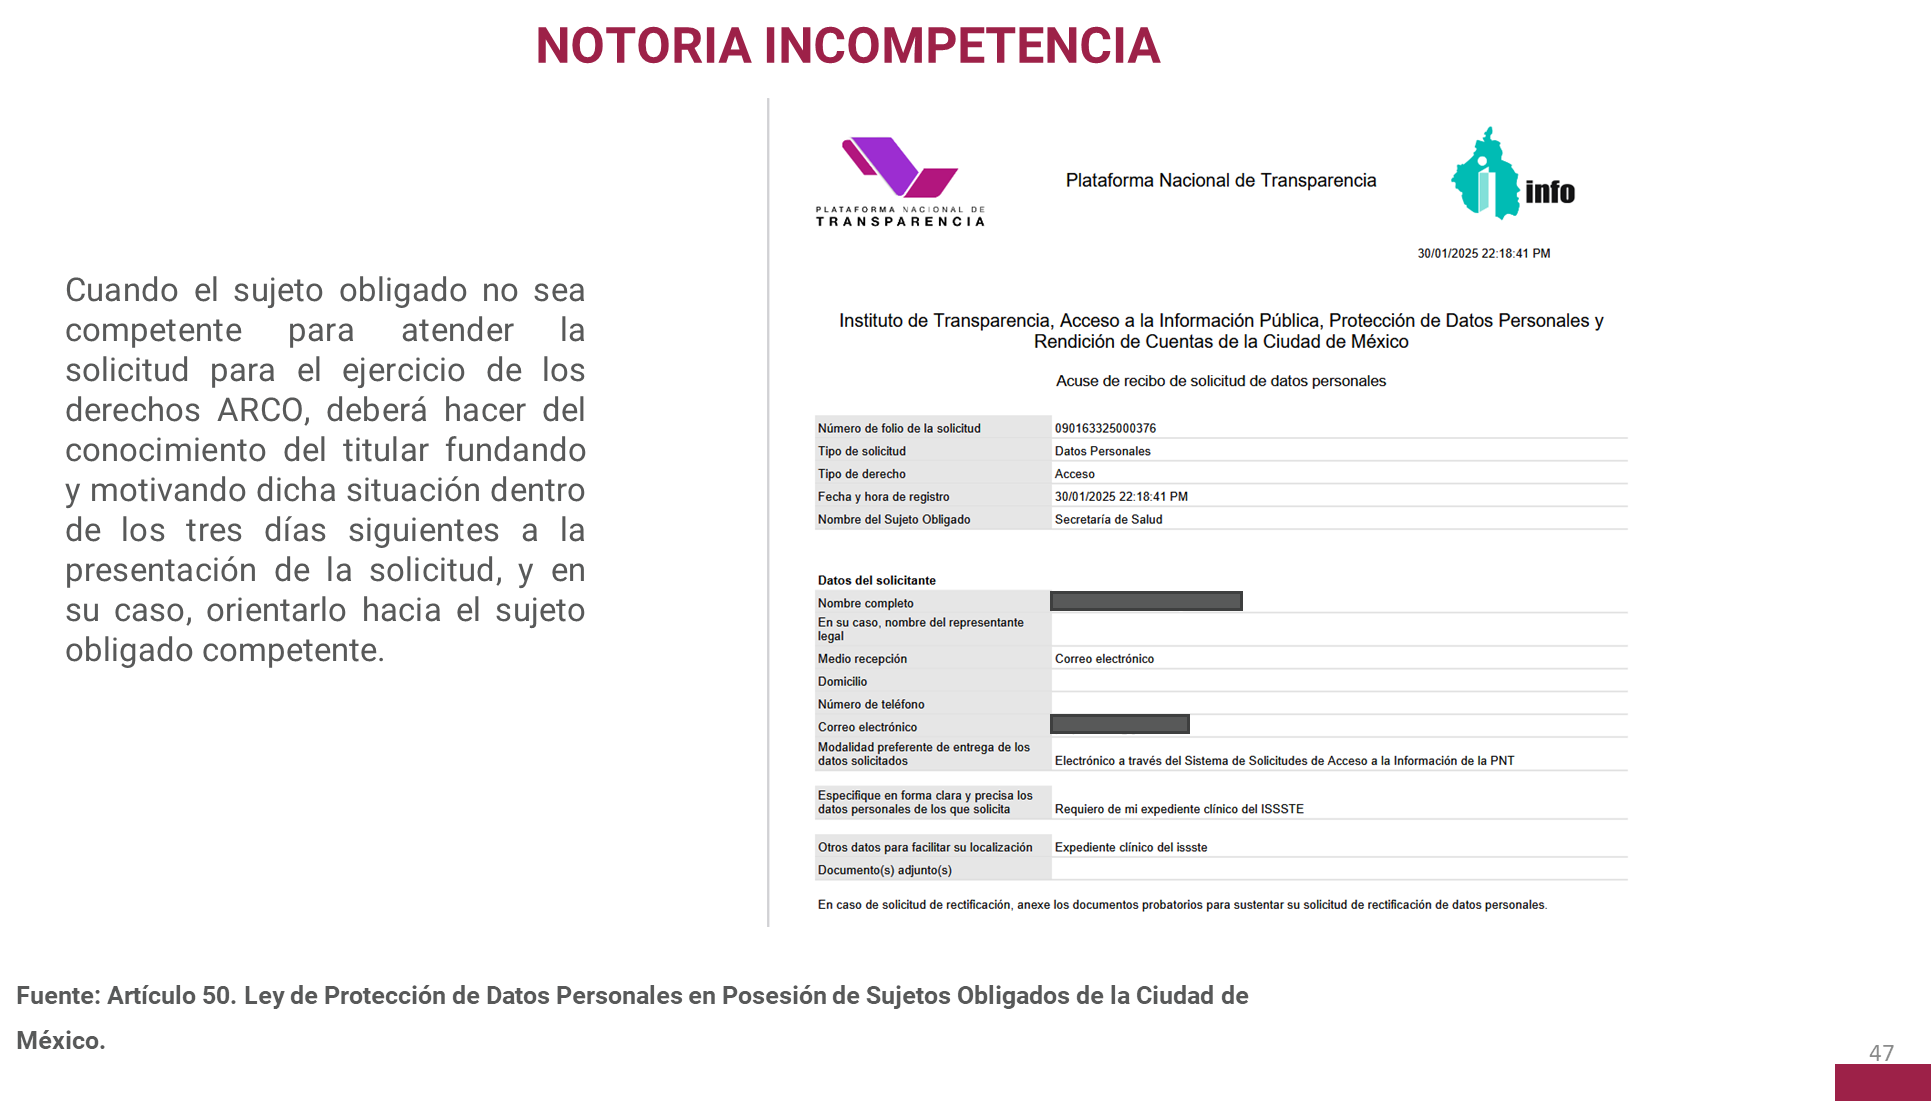 NOTORIA INCOMPETENCIA
Cuando el sujeto obligado no sea
competente para atender la
solicitud para el ejercicio de los
derechos ARCO, deberá hacer del
conocimiento del titular fundando
y motivando dicha situación dentro
de los tres días siguientes a la
presentación de la solicitud, y en
su caso, orientarlo hacia el sujeto
obligado competente.
PLATAFORMA NACIONAL DE
TRANSPARENCIA
Plataforma Nacional de Transparencia
info
30/01/2025 22:18:41 PM
Instituto de Transparencia, Acceso a la Información Pública, Protección de Datos Personales y
Rendición de Cuentas de la Ciudad de México
Acuse de recibo de solicitud de datos personales
Número de folio de la solicitud 090163325000376
Tipo de solicitud Datos Personales
Tipo de derecho Acceso
Fecha y hora de registro 30/01/2025 22:18:41 PM
Nombre del Sujeto Obligado Secretaría de Salud
Datos del solicitante
Nombre completo
En su caso, nombre del representante
legal
Medio recepción Correo electrónico
Domicilio
Número de teléfono
Correo electrónico
Modalidad preferente de entrega de los
datos solicitados Electrónico a través del Sistema de Solicitudes de Acceso a la Información de la PNT
Especifique en forma clara y precisa los
datos personales de los que solicita Requiero de mi expediente clínico del ISSSTE
Otros datos para facilitar su localización Expediente clínico del issste
Documento(s) adjunto(s)
En caso de solicitud de rectificación, anexe los documentos probatorios para sustentar su solicitud de rectificación de datos personales.
Fuente: Artículo 50. Ley de Protección de Datos Personales en Posesión de Sujetos Obligados de la Ciudad de
México.
47